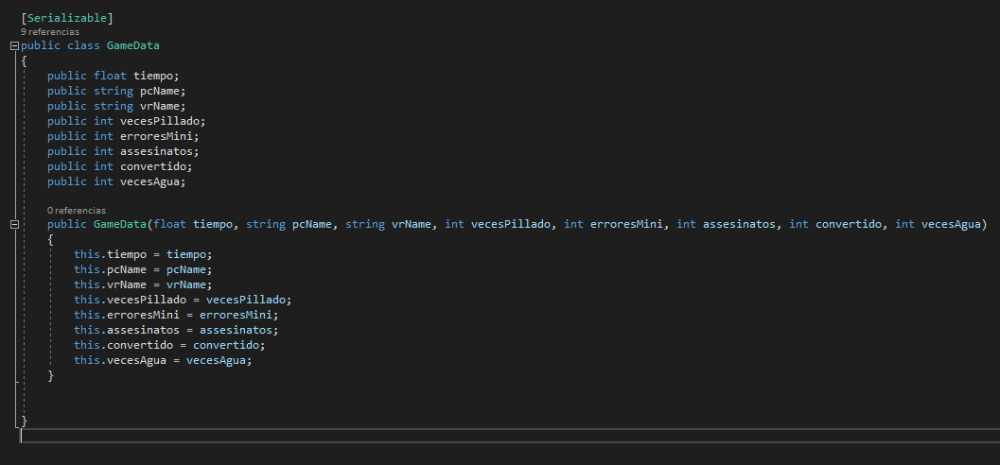 [Serializable]
9 referencias
public class GameData
{
public float tiempo;
public string pcName;
public string vrName;
public int vecesPillado;
public int erroresMini;
public int assesinatos;
public int convertido;
public int vecesAgua;
0 referencias
public GameData(float tiempo, string pcName, string vrName, int vecesPillado, int erroresMini, int assesinatos, int convertido, int vecesAgua)
{
this.tiempo = tiempo;
this.pcName = pcName;
this.vrName = vrName;
this.vecesPillado = vecesPillado;
this.erroresMini = erroresMini;
this.assesinatos = assesinatos;
this.convertido = convertido;
this.vecesAgua = vecesAgua;
}
}